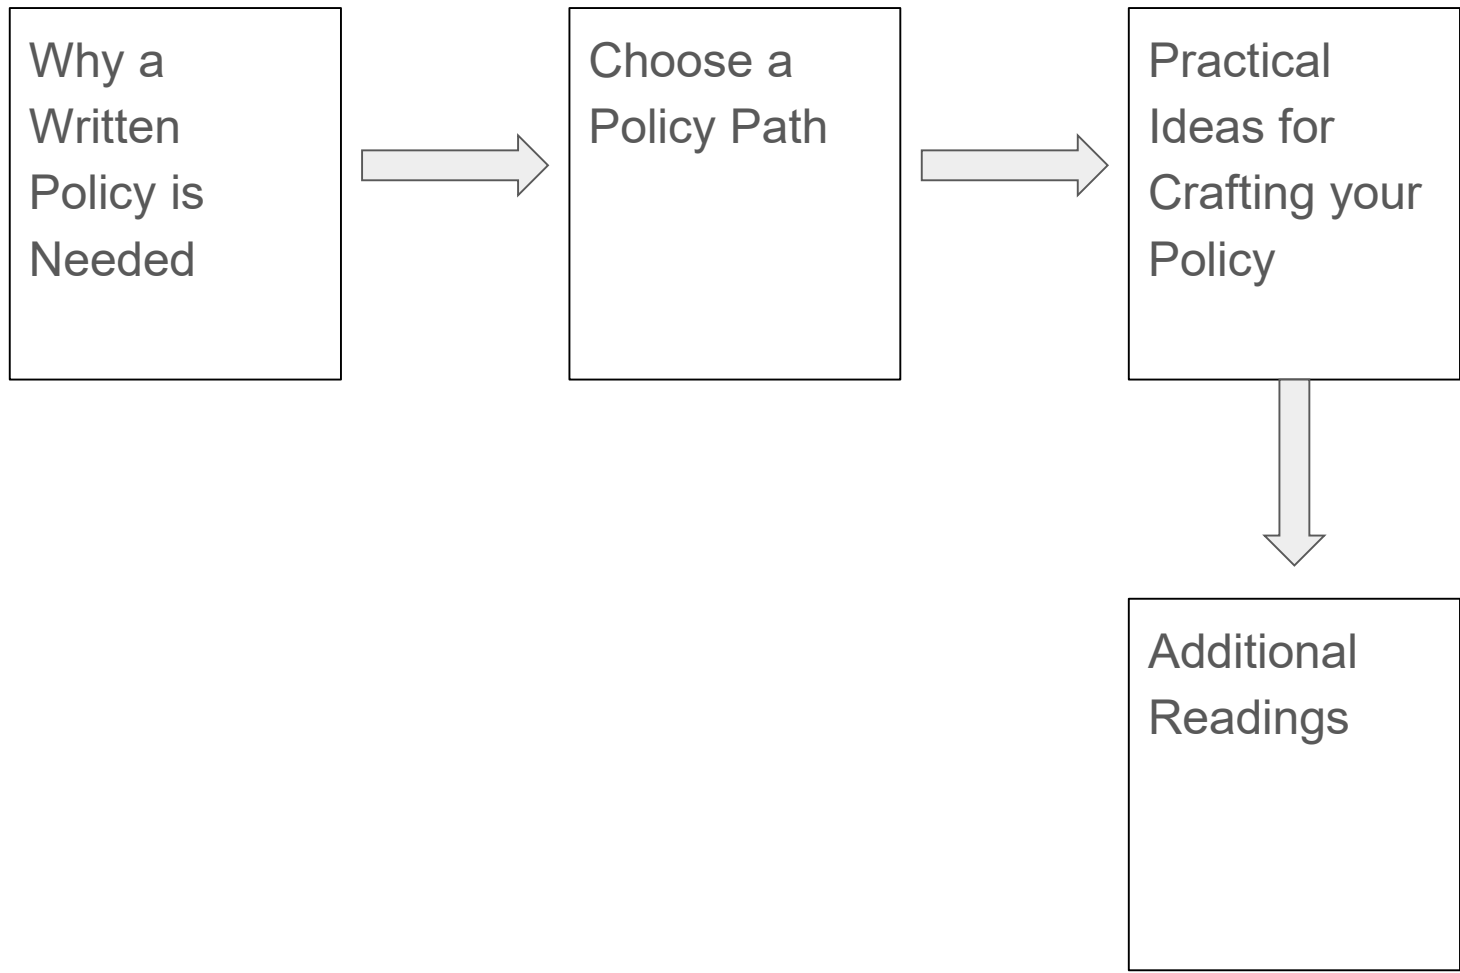 Why a
Written
Policy is
Needed
Choose a
Policy Path
Practical
Ideas for
Crafting your
Policy
Additional
Readings